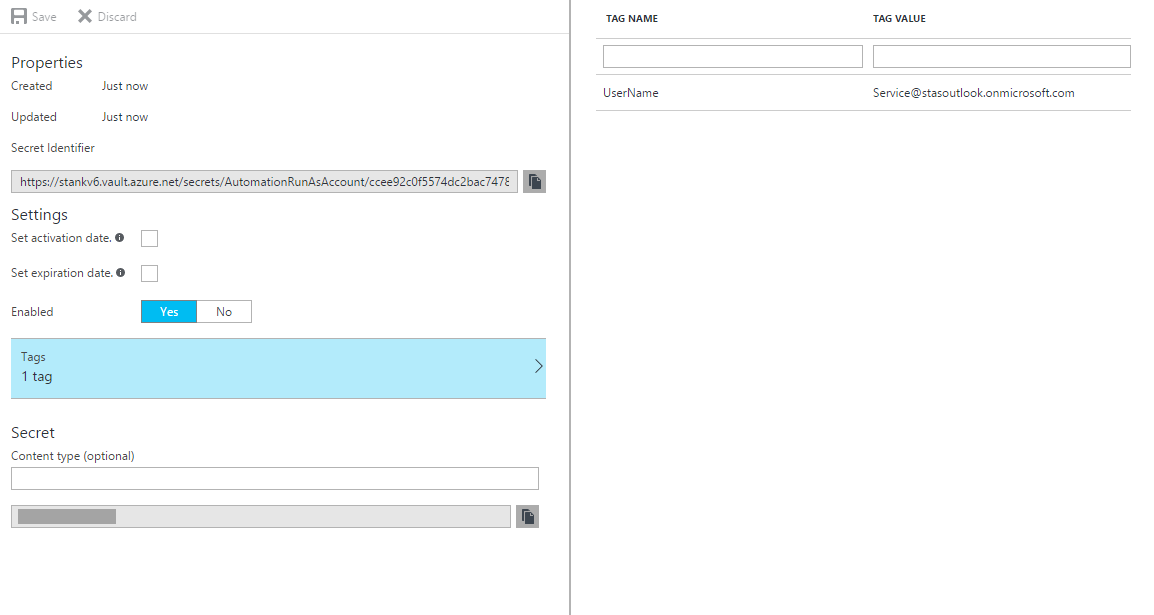 Save Discard
Properties
Created Just now
Updated Just now
Secret Identifier
https://stankv6.vault.azure.net/secrets/AutomationRunAsAccount/ccee92c0f5574dc2bac7478
Settings
Set activation date.
Set expiration date.
Enabled Yes No
Tags
1 tag
Secret
Content type (optional)
TAG NAME TAG VALUE
UserName Service@stasoutlook.onmicrosoft.com